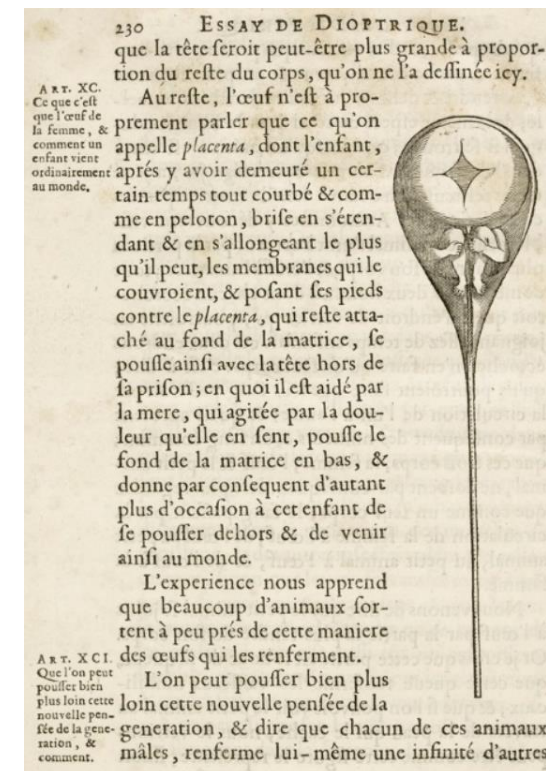 230 ESSAY DE DIOPTRIQUE.
que la tête ſeroit peut-être plus grande à propor-
tion du reſte du corps, qu'on ne l'a deſſinée icy.
ART. XC.
Ce que c'eſt
que l'œuf de
la femme, &
comment un
enfant vient
ordinairement
au monde.
Au reſte, l'œuf n'eſt à pro-
prement parler que ce qu'on
appelle placenta, dont l'enfant,
aprés y avoir demeuré un cer-
tain temps tout courbé & com-
me en peloton, briſe en s'éten-
dant & en s'allongeant le plus
qu'il peut, les membranes qui le
couvroient, & poſant ſes pieds
contre le placenta, qui reſte atta-
ché au fond de la matrice, ſe
pouſſe ainſi avec la tête hors de
ſa priſon; en quoi il eſt aidé par
la mere, qui agitée par la dou-
leur qu'elle en ſent, pouſſe le
fond de la matrice en bas, &
donne par conſequent d'autant
plus d'occaſion à cet enfant de
ſe pouſſer dehors & de venir
ainſi au monde.
L'experience nous apprend
que beaucoup d'animaux ſor-
tent à peu prés de cette maniere
des œufs qui les renferment.
ART. XCI.
Que l'on peut
pouſſer bien
plus loin cette
nouvelle pen-
ſée de la gene-
ration, &
comment.
L'on peut pouſſer bien plus
loin cette nouvelle penſée de la
generation, & dire que chacun de ces animaux
mâles, renferme lui-même une infinité d'autres